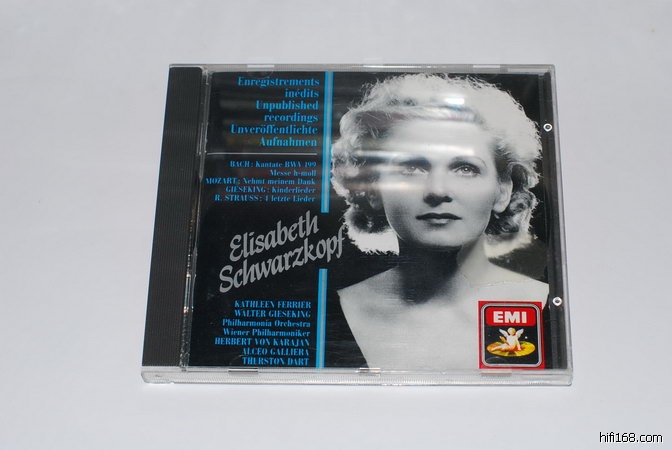 Enregistrements
inédits
Unpublished
recordings
Unveröffentlichte
Aufnahmen
BACH: Kantate BWV 199
Messe h-moll
MOZART: Nehmt meinem Dank
GIESEKING: Kinderlieder
R. STRAUSS: 4 letzte Lieder
Elisabeth
Schwarzkopf
KATHLEEN FERRIER
WALTER GIESEKING
Philharmonia Orchestra
Wiener Philharmoniker
HERBERT VON KARAJAN
ALCEO GALLIERA
THURSTON DART
EMI
hifi168.com